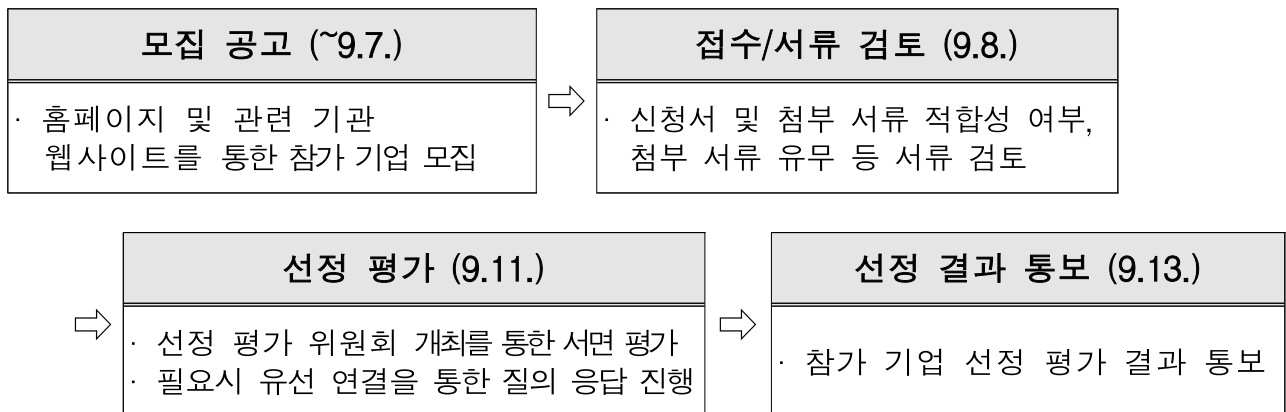 모집 공고 (~9.7.)
· 홈페이지 및 관련 기관
웹사이트를 통한 참가 기업 모집
접수/서류 검토 (9.8.)
· 신청서 및 첨부 서류 적합성 여부,
첨부 서류 유무 등 서류 검토
선정 평가 (9.11.)
· 선정 평가 위원회 개최를 통한 서면 평가
· 필요시 유선 연결을 통한 질의 응답 진행
선정 결과 통보 (9.13.)
· 참가 기업 선정 평가 결과 통보